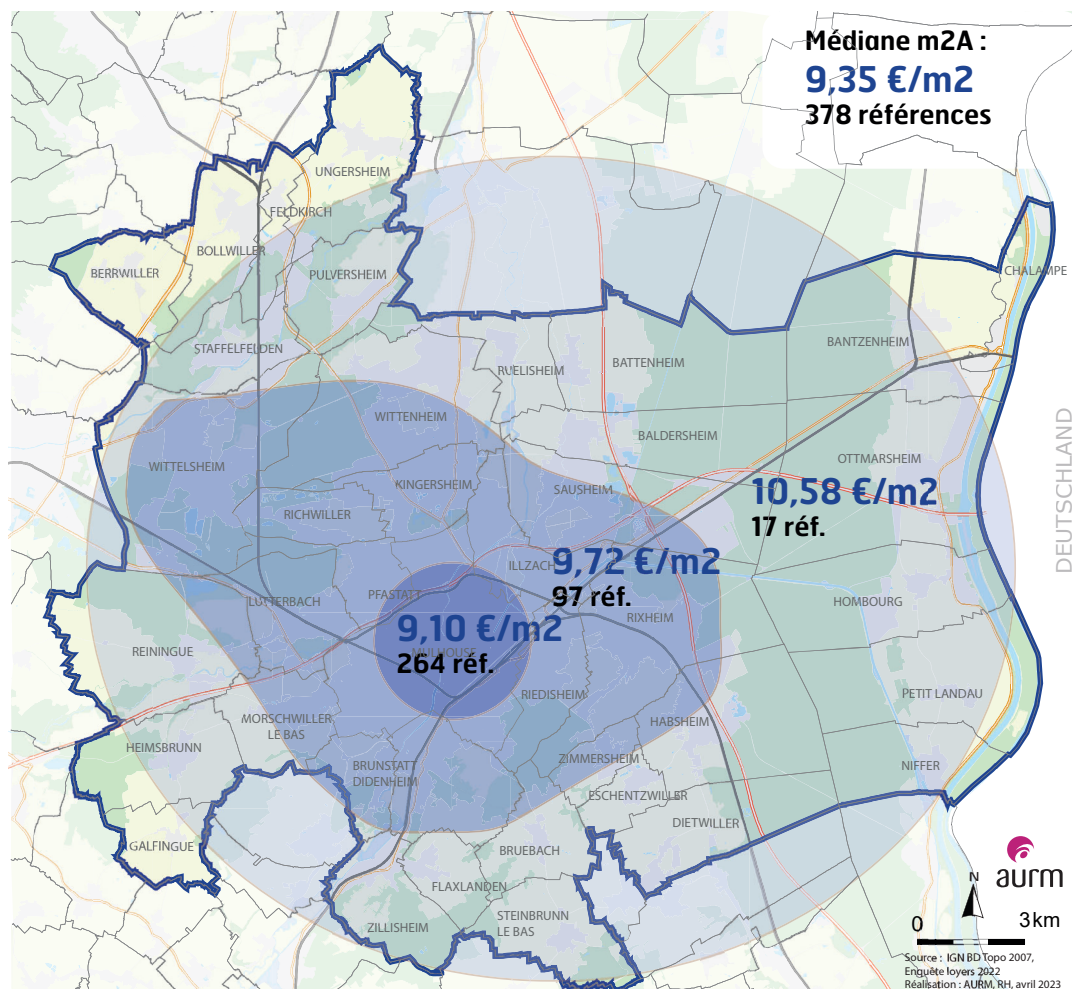 Médiane m2A :
9,35 €/m2
378 références
UNGERSHEIM
FELDKIRCH
BOLLWILLER
BERRWILLER
PULVERSHEIM
CHALAMPE
STAFFELFELDEN
RUELISHEIM
BATTENHEIM
BANTZENHEIM
WITTENHEIM
BALDERSHEIM
DEUTSCHLAND
WITTELSHEIM
OTTMARSHEIM
KINGERSHEIM
SAUSHEIM
10,58 €/m2
17 réf.
RICHWILLER
ILLZACH
9,72 €/m2
97 réf.
PFASTATT
LUTTERBACH
HOMBOURG
RIXHEIM
9,10 €/m2
MULHOUSE
264 réf.
REININGUE
RIEDISHEIM
PETIT LANDAU
MORSCHWILLER
LE BAS
HABSHEIM
HEIMSBRUNN
ZIMMERSHEIM
NIFFER
BRUNSTATT
DIDENHEIM
ESCHENTZWILLER
DIETWILLER
GALFINGUE
BRUEBACH
FLAXLANDEN
STEINBRUNN
LE BAS
ZILLISHEIM
aurm
N
0 3 km
Source : IGN BD Topo 2007,
Enquête loyers 2022
Réalisation : AURM, RH, avril 2023